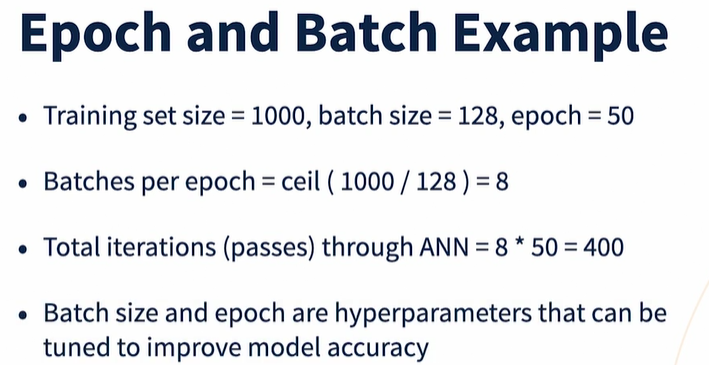 Epoch and Batch Example
• Training set size = 1000, batch size = 128, epoch = 50
• Batches per epoch = ceil ( 1000 / 128 ) = 8
• Total iterations (passes) through ANN = 8 * 50 = 400
• Batch size and epoch are hyperparameters that can be
tuned to improve model accuracy